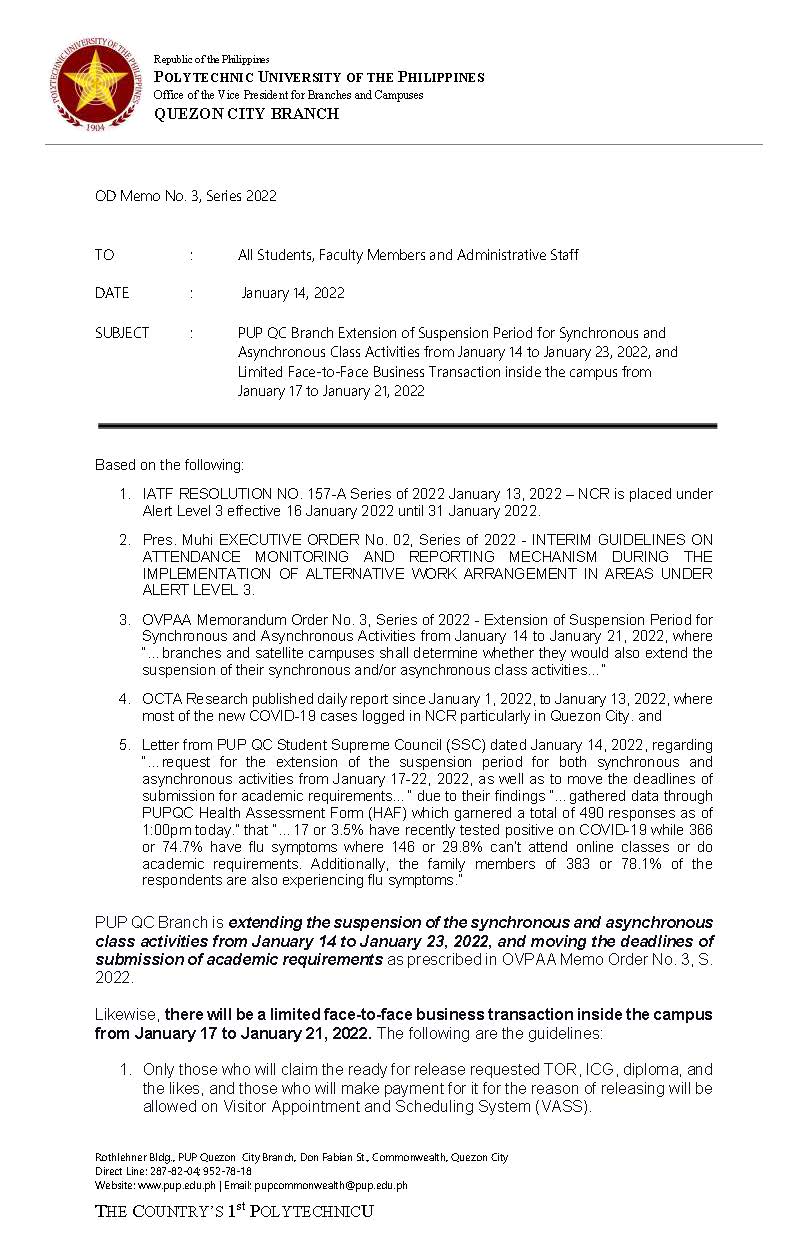 POLYTECHNIC UNIVERSITY OF THE PHILIPPINES
1904
Republic of the Philippines
POLYTECHNIC UNIVERSITY OF THE PHILIPPINES
Office of the Vice President for Branches and Campuses
QUEZON CITY BRANCH
OD Memo No. 3, Series 2022
TO : All Students, Faculty Members and Administrative Staff
DATE : January 14, 2022
SUBJECT : PUP QC Branch Extension of Suspension Period for Synchronous and
Asynchronous Class Activities from January 14 to January 23, 2022, and
Limited Face-to-Face Business Transaction inside the campus from
January 17 to January 21, 2022
Based on the following:
1. IATF RESOLUTION NO. 157-A Series of 2022 January 13, 2022 – NCR is placed under
Alert Level 3 effective 16 January 2022 until 31 January 2022.
2. Pres. Muhi EXECUTIVE ORDER No. 02, Series of 2022 - INTERIM GUIDELINES ON
ATTENDANCE MONITORING AND REPORTING MECHANISM DURING THE
IMPLEMENTATION OF ALTERNATIVE WORK ARRANGEMENT IN AREAS UNDER
ALERT LEVEL 3.
3. OVPAA Memorandum Order No. 3, Series of 2022 - Extension of Suspension Period for
Synchronous and Asynchronous Activities from January 14 to January 21, 2022, where
“…branches and satellite campuses shall determine whether they would also extend the
suspension of their synchronous and/or asynchronous class activities…”
4. OCTA Research published daily report since January 1, 2022, to January 13, 2022, where
most of the new COVID-19 cases logged in NCR particularly in Quezon City. and
5. Letter from PUP QC Student Supreme Council (SSC) dated January 14, 2022, regarding
“…request for the extension of the suspension period for both synchronous and
asynchronous activities from January 17-22, 2022, as well as to move the deadlines of
submission for academic requirements…” due to their findings “…gathered data through
PUPQC Health Assessment Form (HAF) which garnered a total of 490 responses as of
1:00pm today.” that “…17 or 3.5% have recently tested positive on COVID-19 while 366
or 74.7% have flu symptoms where 146 or 29.8% can’t attend online classes or do
academic requirements. Additionally, the family members of 383 or 78.1% of the
respondents are also experiencing flu symptoms.”
PUP QC Branch is extending the suspension of the synchronous and asynchronous
class activities from January 14 to January 23, 2022, and moving the deadlines of
submission of academic requirements as prescribed in OVPAA Memo Order No. 3, S.
2022.
Likewise, there will be a limited face-to-face business transaction inside the campus
from January 17 to January 21, 2022. The following are the guidelines:
1. Only those who will claim the ready for release requested TOR, ICG, diploma, and
the likes, and those who will make payment for it for the reason of releasing will be
allowed on Visitor Appointment and Scheduling System (VASS).
Rothlehner Bldg., PUP Quezon City Branch, Don Fabian St., Commonwealth, Quezon City
Direct Line: 287-82-04; 952-78-18
Website: www.pup.edu.ph | Email: pupcommonwealth@pup.edu.ph
THE COUNTRY’S 1st POLYTECHNICU